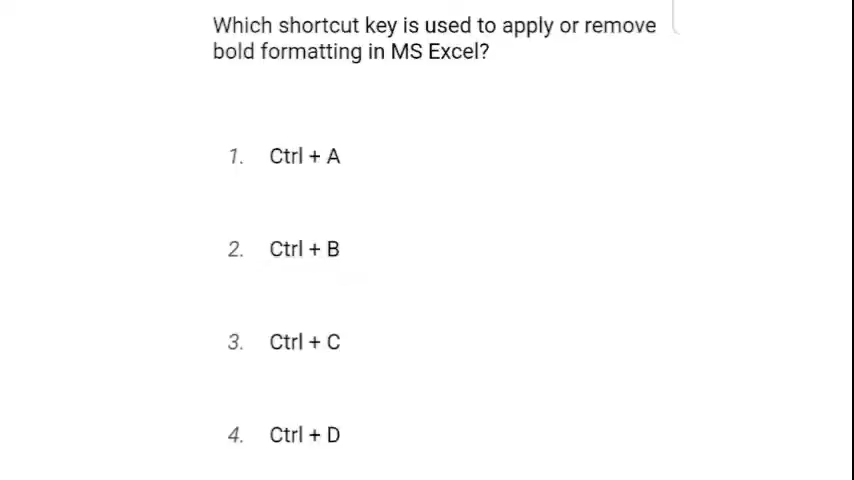 Which shortcut key is used to apply or remove
bold formatting in MS Excel?
1. Ctrl + A
2. Ctrl + B
3. Ctrl + C
4. Ctrl + D